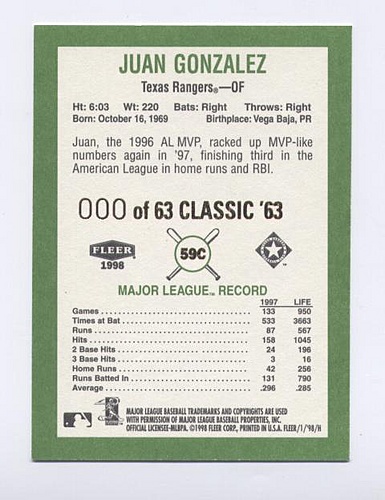 JUAN GONZALEZ
Texas Rangers®—OF
Ht: 6:03 Wt: 220 Bats: Right Throws: Right
Born: October 16, 1969 Birthplace: Vega Baja, PR
Juan, the 1996 AL MVP, racked up MVP-like
numbers again in '97, finishing third in the
American League in home runs and RBI.
000 of 63 CLASSIC '63
FLEER
1998
59C
MAJOR LEAGUE™ RECORD
1997 LIFE
Games 133 950
Times at Bat 533 3663
Runs 87 567
Hits 158 1045
2 Base Hits 24 196
3 Base Hits 3 16
Home Runs 42 256
Runs Batted In 131 790
Average .296 .285
MAJOR LEAGUE BASEBALL TRADEMARKS AND COPYRIGHTS ARE USED
WITH PERMISSION OF MAJOR LEAGUE BASEBALL PROPERTIES, INC.
OFFICIAL LICENSEE-MLBPA. ©1998 FLEER CORP., PRINTED IN U.S.A. FLEER/1/'98/H